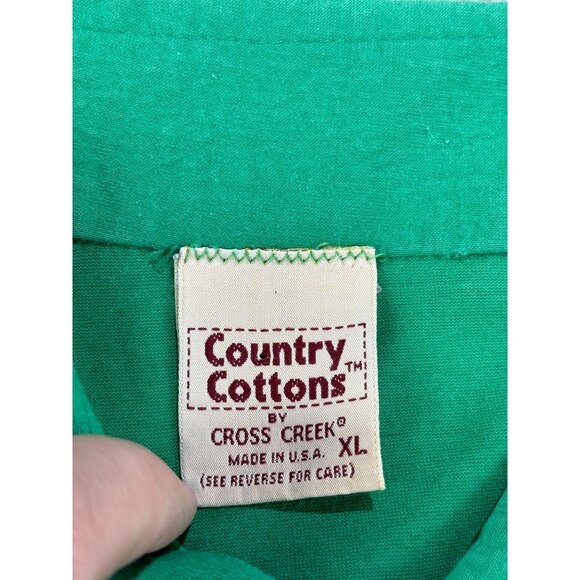 Country
Cottons™
BY
CROSS CREEK®
MADE IN U.S.A. XL
(SEE REVERSE FOR CARE)